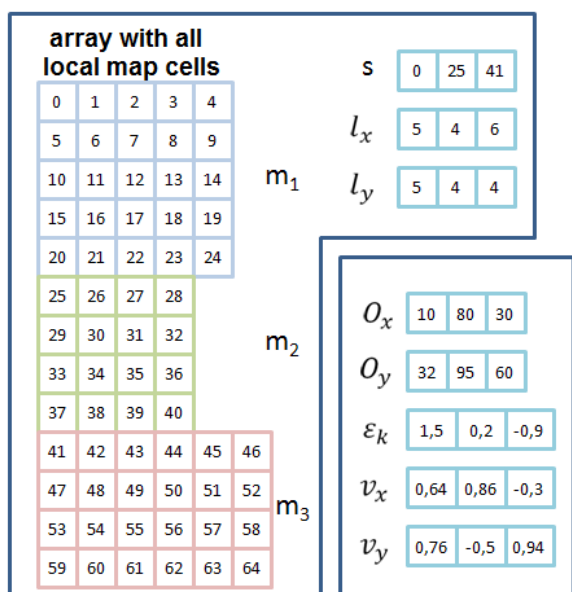 array with all
local map cells
0 1 2 3 4
5 6 7 8 9
10 11 12 13 14
15 16 17 18 19
20 21 22 23 24
m₁
25 26 27 28
29 30 31 32
33 34 35 36
37 38 39 40
m₂
41 42 43 44 45 46
47 48 49 50 51 52
53 54 55 56 57 58
59 60 61 62 63 64
m₃
s 0 25 41
lₓ 5 4 6
l_y 5 4 4
Oₓ 10 80 30
O_y 32 95 60
εₖ 1,5 0,2 -0,9
vₓ 0,64 0,86 -0,3
v_y 0,76 -0,5 0,94